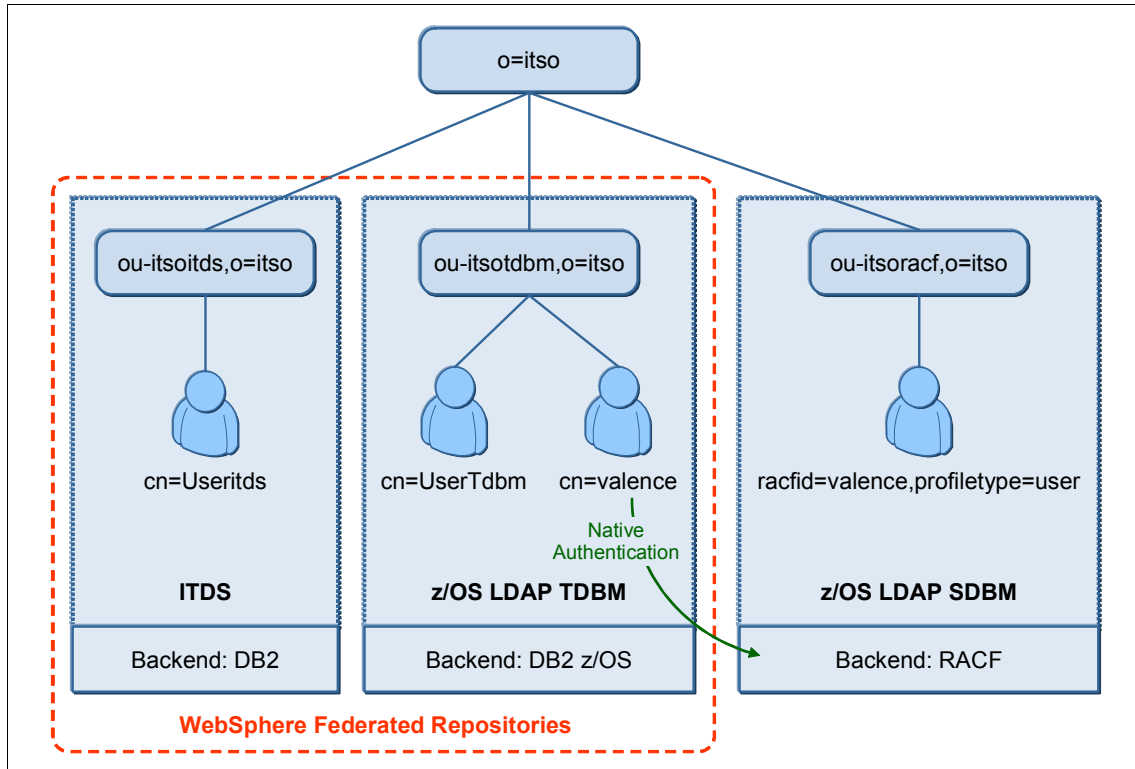 o=itso
ou-itsoitds,o=itso
ou-itsotdbm,o=itso
ou-itsoracf,o=itso
cn=Useritds
cn=UserTdbm
cn=valence
racfid=valence,profiletype=user
Native
Authentication
ITDS
z/OS LDAP TDBM
z/OS LDAP SDBM
Backend: DB2
Backend: DB2 z/OS
Backend: RACF
WebSphere Federated Repositories